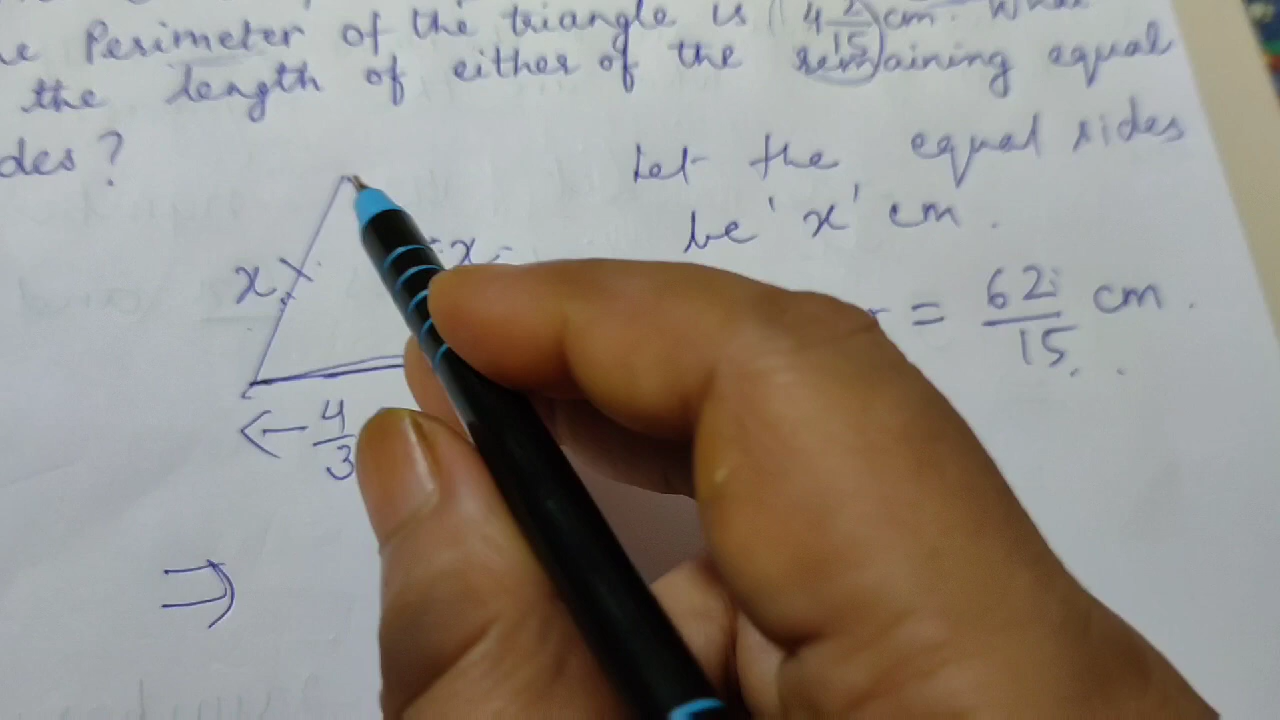 Perimeter of the triangle is 4 2/15 cm.
the length of either of the remaining equal
des?
Let the equal sides
be 'x' cm.
x
x
= 62/15 cm.
4/3
⇒